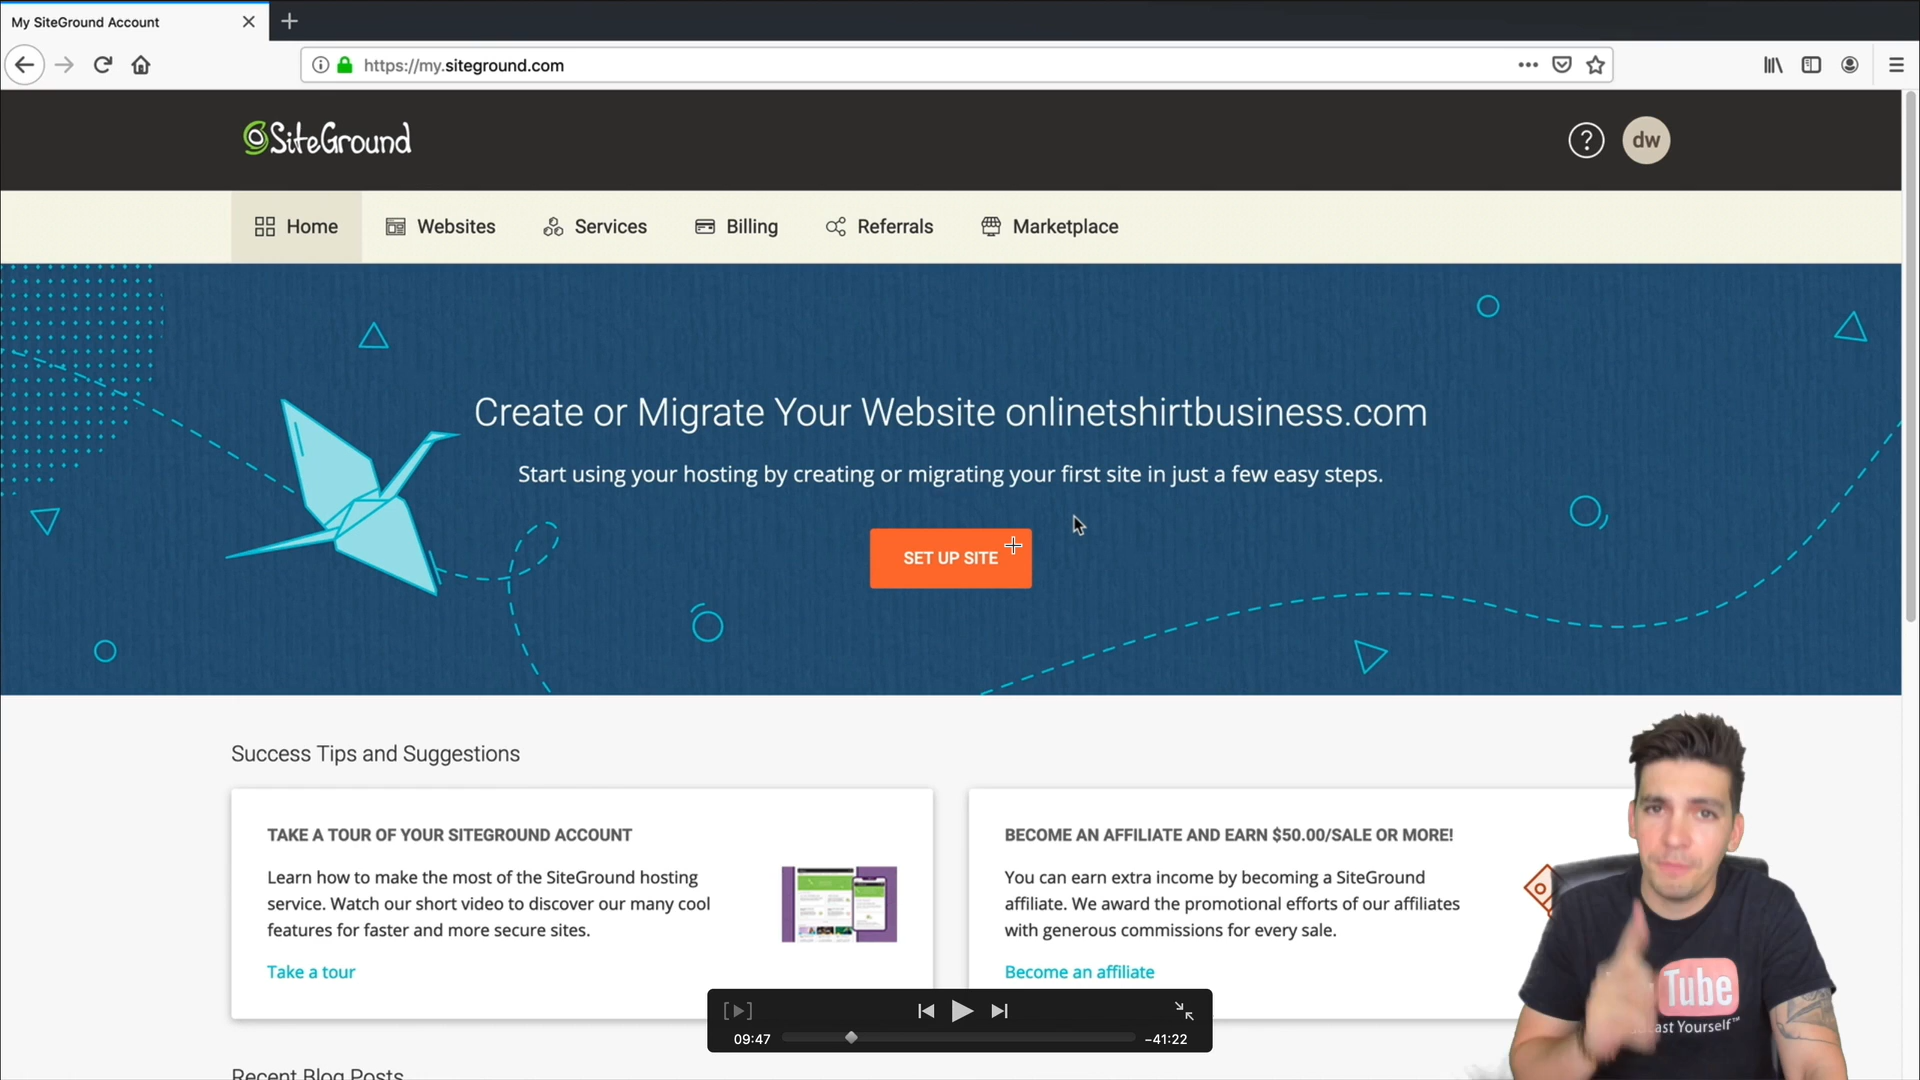 My SiteGround Account
https://my.siteground.com
SiteGround
dw
Home
Websites
Services
Billing
Referrals
Marketplace
Create or Migrate Your Website onlinetshirtbusiness.com
Start using your hosting by creating or migrating your first site in just a few easy steps.
SET UP SITE
Success Tips and Suggestions
TAKE A TOUR OF YOUR SITEGROUND ACCOUNT
Learn how to make the most of the SiteGround hosting
service. Watch our short video to discover our many cool
features for faster and more secure sites.
Take a tour
BECOME AN AFFILIATE AND EARN $50.00/SALE OR MORE!
You can earn extra income by becoming a SiteGround
affiliate. We award the promotional efforts of our affiliates
with generous commissions for every sale.
Become an affiliate
Tube
Yourself™
09:47
−41:22
Recent Blog Posts